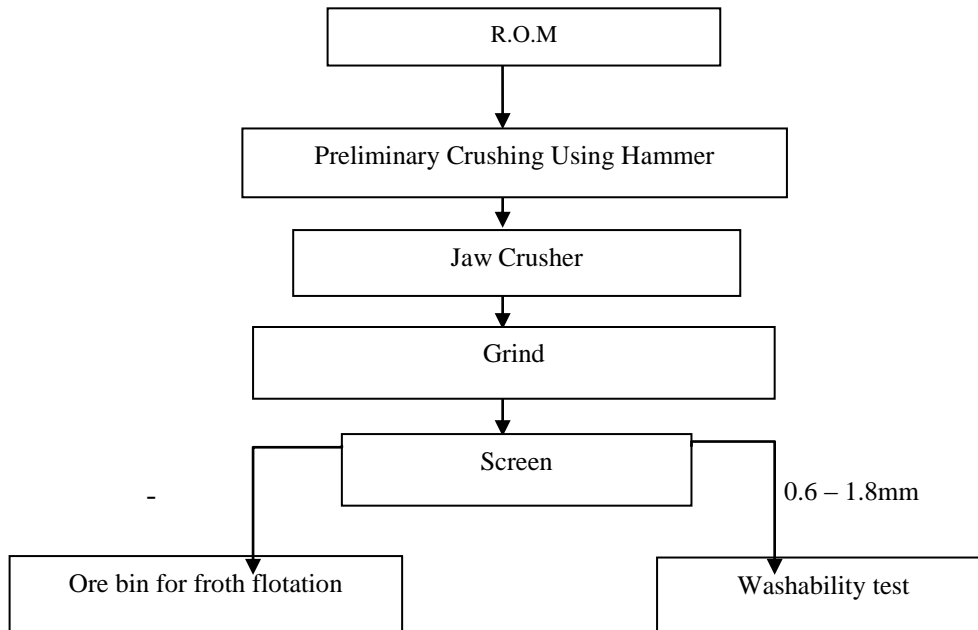 R.O.M
Preliminary Crushing Using Hammer
Jaw Crusher
Grind
Screen
-
0.6 – 1.8mm
Ore bin for froth flotation
Washability test